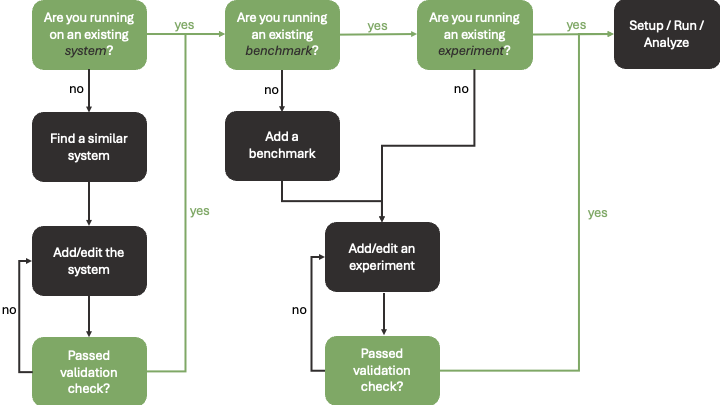 Are you running
on an existing
system?
yes
Are you running
an existing
benchmark?
yes
Are you running
an existing
experiment?
yes
Setup / Run /
Analyze
no
no
no
Find a similar
system
Add a
benchmark
yes
yes
Add/edit the
system
Add/edit an
experiment
no
no
Passed
validation
check?
Passed
validation
check?